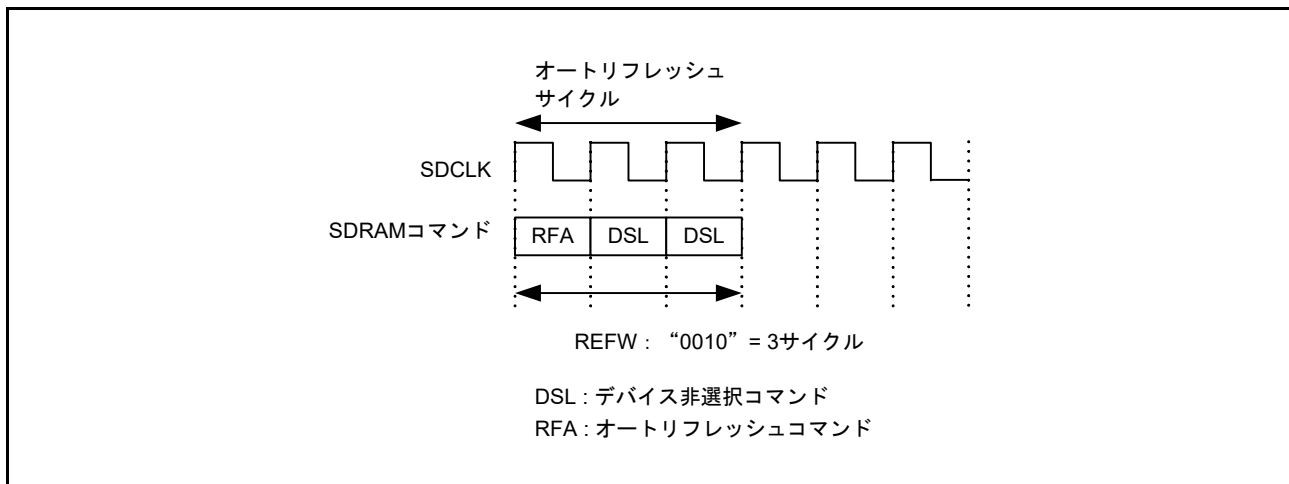 オートリフレッシュ
サイクル
SDCLK
SDRAMコマンド
RFA
DSL
DSL
REFW： “0010” = 3サイクル
DSL : デバイス非選択コマンド
RFA : オートリフレッシュコマンド